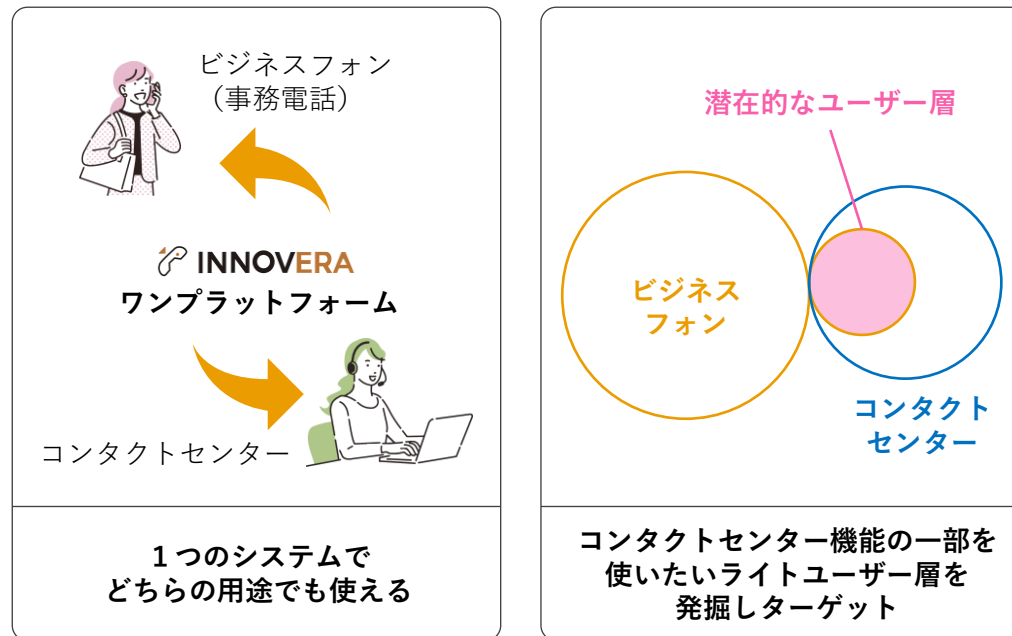 ビジネスフォン
（事務電話）
INNOVERA
ワンプラットフォーム
コンタクトセンター
１つのシステムで
どちらの用途でも使える
潜在的なユーザー層
ビジネス
フォン
コンタクト
センター
コンタクトセンター機能の一部を
使いたいライトユーザー層を
発掘しターゲット